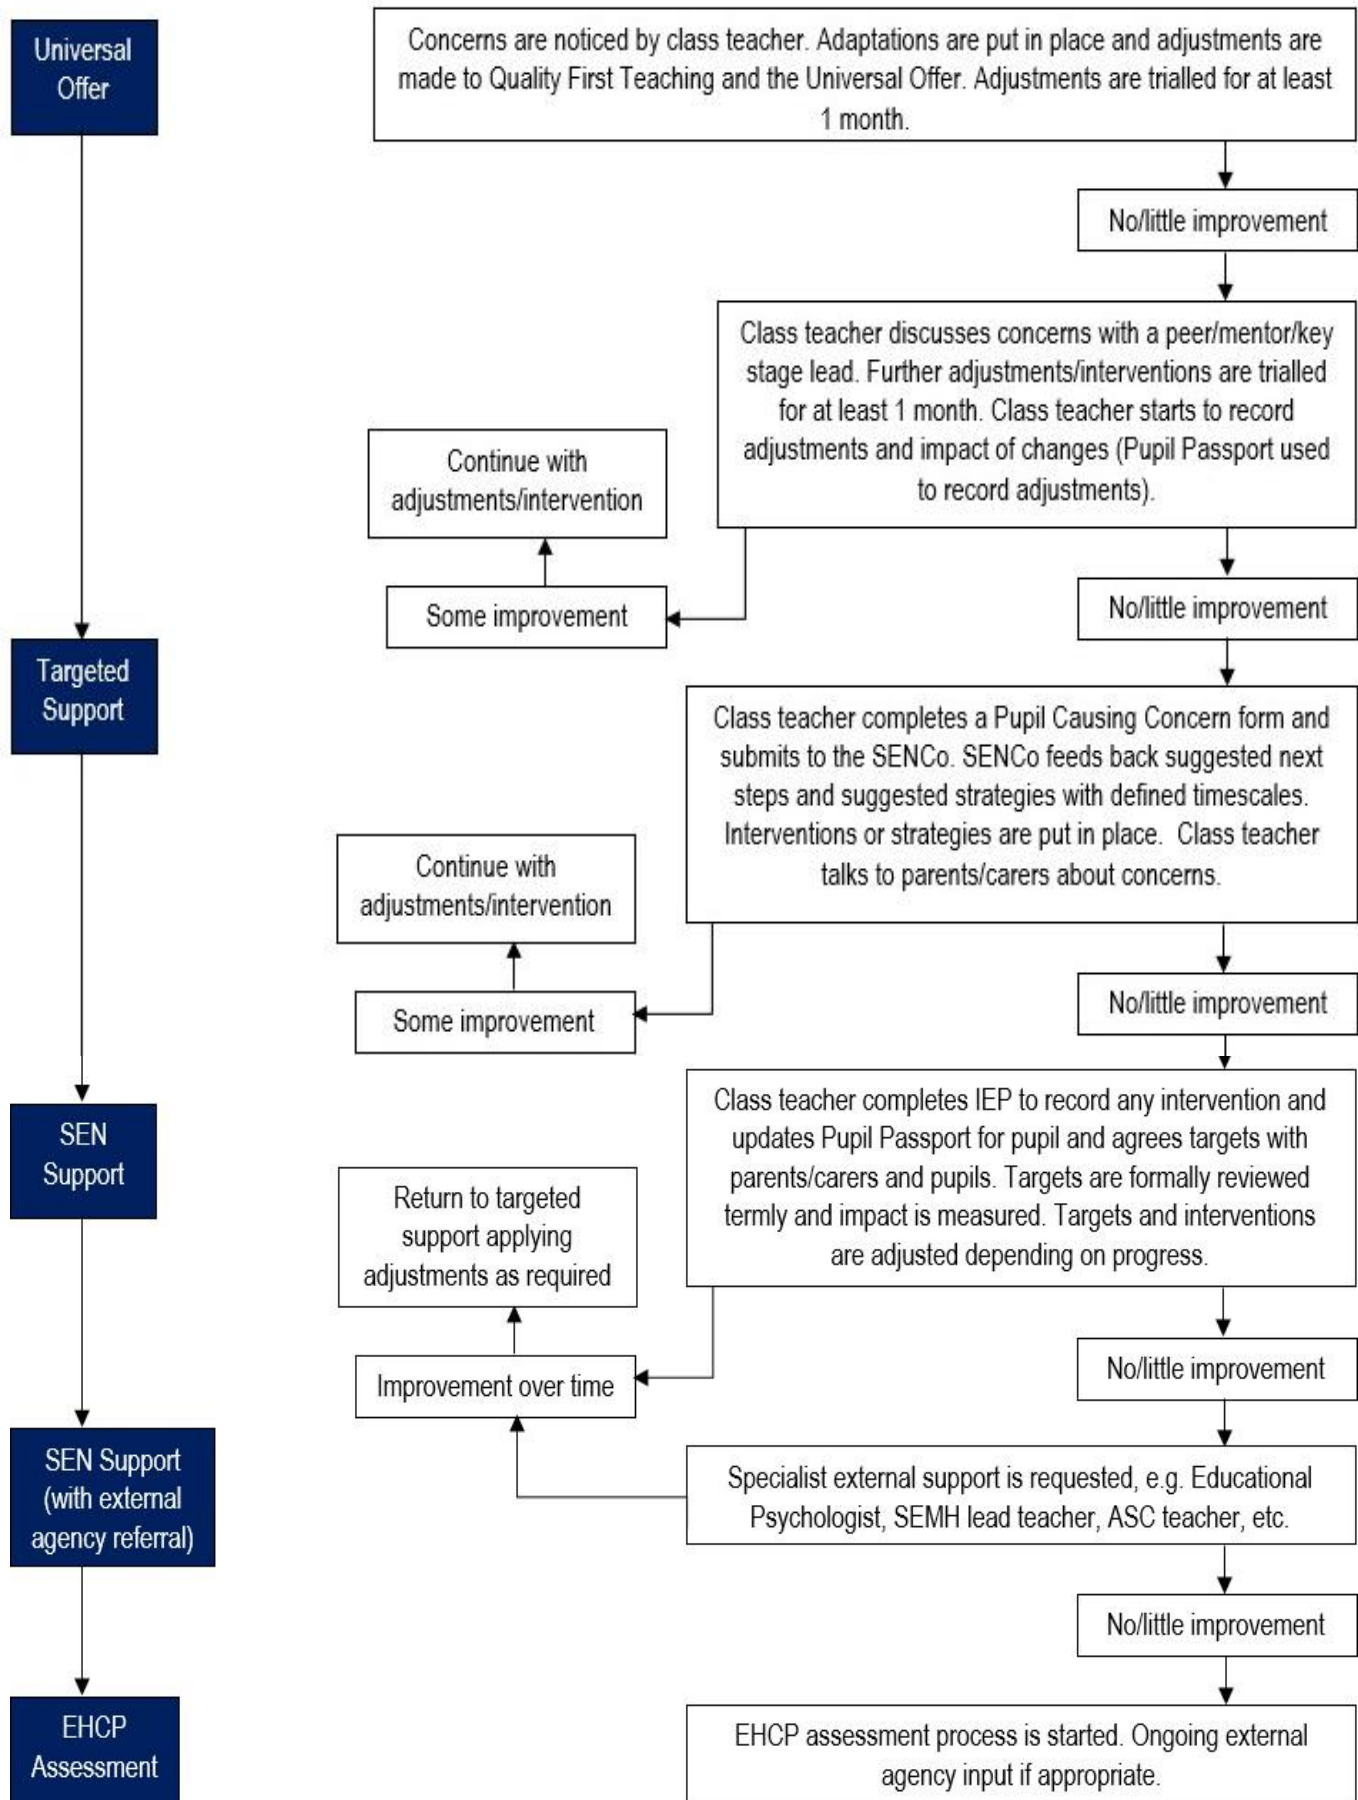 Universal
Offer
Concerns are noticed by class teacher. Adaptations are put in place and adjustments are
made to Quality First Teaching and the Universal Offer. Adjustments are trialled for at least
1 month.
No/little improvement
Class teacher discusses concerns with a peer/mentor/key
stage lead. Further adjustments/interventions are trialled
for at least 1 month. Class teacher starts to record
adjustments and impact of changes (Pupil Passport used
to record adjustments).
Continue with
adjustments/intervention
Some improvement
No/little improvement
Targeted
Support
Class teacher completes a Pupil Causing Concern form and
submits to the SENCo. SENCo feeds back suggested next
steps and suggested strategies with defined timescales.
Interventions or strategies are put in place.  Class teacher
talks to parents/carers about concerns.
Continue with
adjustments/intervention
Some improvement
No/little improvement
SEN
Support
Class teacher completes IEP to record any intervention and
updates Pupil Passport for pupil and agrees targets with
parents/carers and pupils. Targets are formally reviewed
termly and impact is measured. Targets and interventions
are adjusted depending on progress.
Return to targeted
support applying
adjustments as required
Improvement over time
No/little improvement
SEN Support
(with external
agency referral)
Specialist external support is requested, e.g. Educational
Psychologist, SEMH lead teacher, ASC teacher, etc.
No/little improvement
EHCP
Assessment
EHCP assessment process is started. Ongoing external
agency input if appropriate.